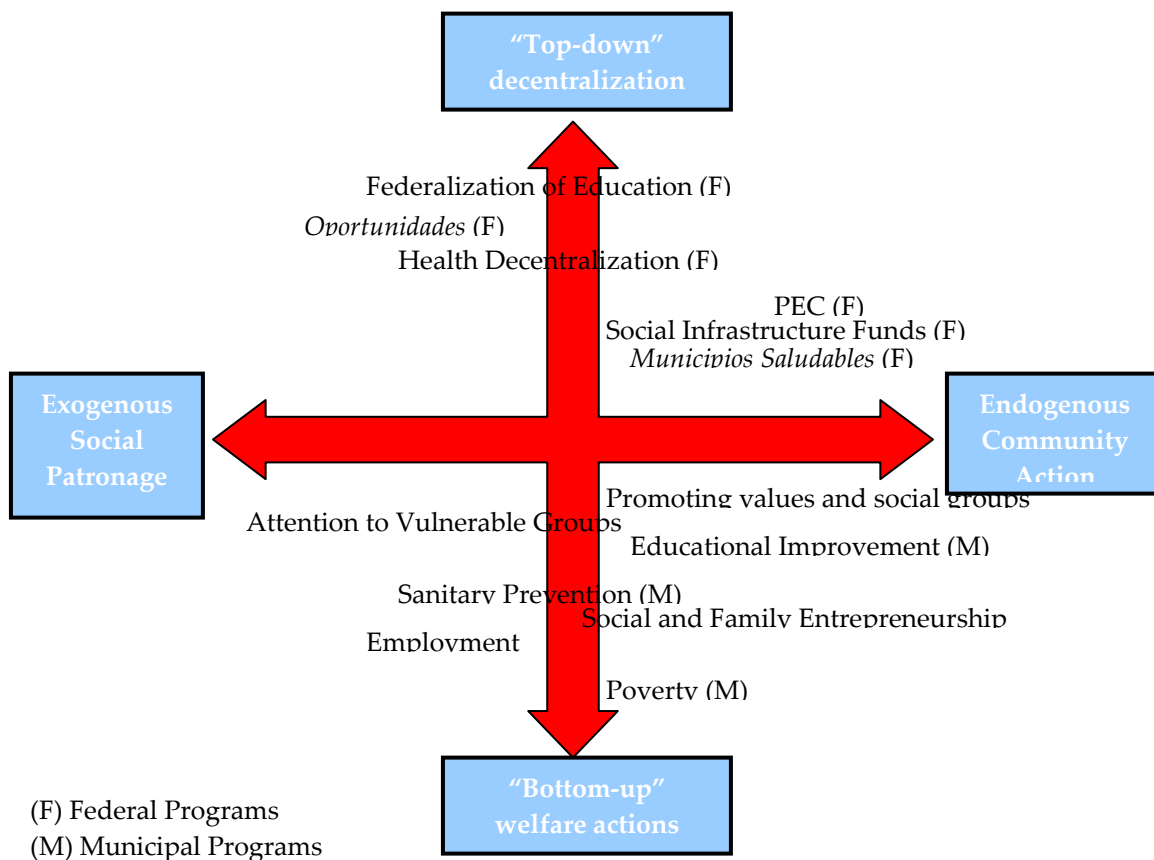 “Top-down”
decentralization
Federalization of Education (F)
Oportunidades (F)
Health Decentralization (F)
PEC (F)
Social Infrastructure Funds (F)
Municipios Saludables (F)
Exogenous
Social
Patronage
Endogenous
Community
Action
Promoting values and social groups
Attention to Vulnerable Groups
Educational Improvement (M)
Sanitary Prevention (M)
Social and Family Entrepreneurship
Employment
Poverty (M)
“Bottom-up”
welfare actions
(F) Federal Programs
(M) Municipal Programs